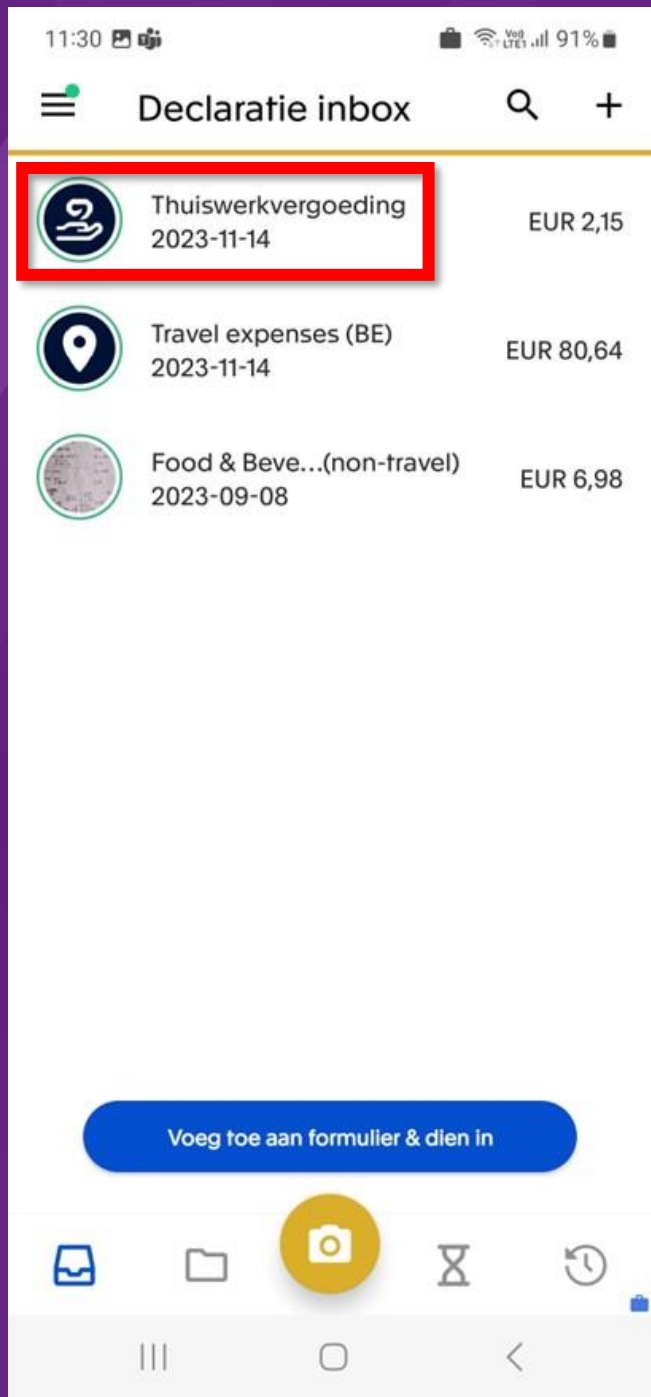 11:30 91%
Declaratie inbox
Thuiswerkvergoeding
2023-11-14
EUR 2,15
Travel expenses (BE)
2023-11-14
EUR 80,64
Food & Beve...(non-travel)
2023-09-08
EUR 6,98
Voeg toe aan formulier & dien in